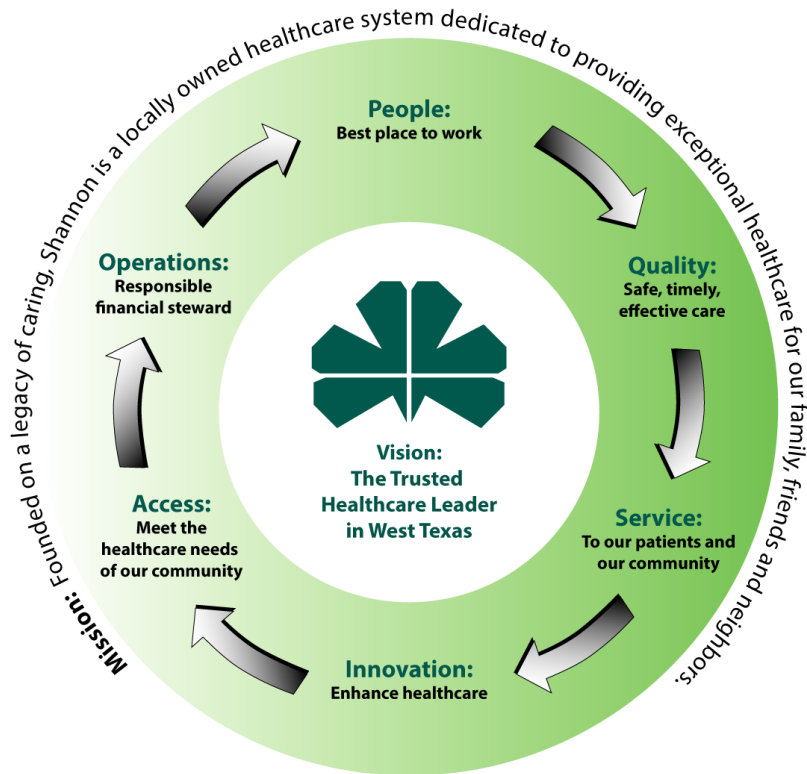 Mission: Founded on a legacy of caring, Shannon is a locally owned healthcare system dedicated to providing exceptional healthcare for our family, friends and neighbors.
People:
Best place to work
Quality:
Safe, timely,
effective care
Service:
To our patients and
our community
Innovation:
Enhance healthcare
Access:
Meet the
healthcare needs
of our community
Operations:
Responsible
financial steward
Vision:
The Trusted
Healthcare Leader
in West Texas